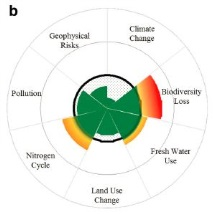 b
Geophysical
Risks
Climate
Change
Pollution
Biodiversity
Loss
Nitrogen
Cycle
Fresh Water
Use
Land Use
Change